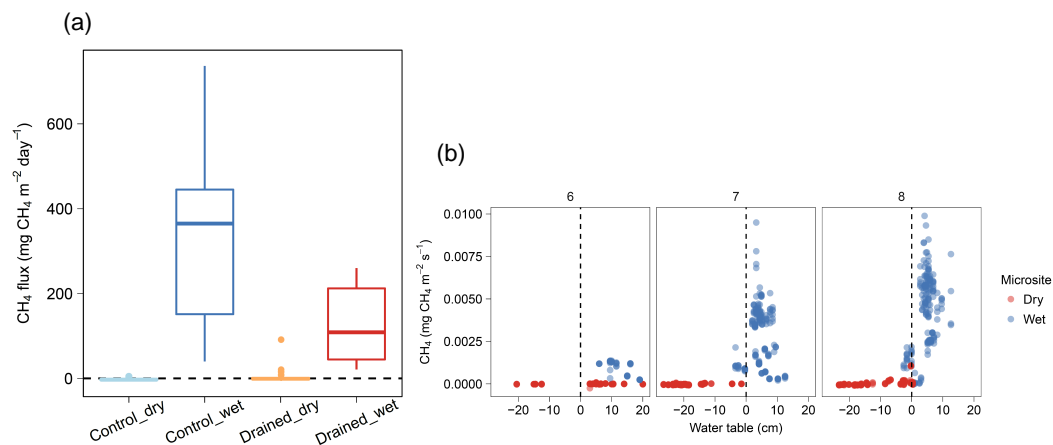 (a)
CH₄ flux (mg CH₄ m⁻² day⁻¹)
600
400
200
0
Control_dry
Control_wet
Drained_dry
Drained_wet
(b)
6 7 8
CH₄ (mg CH₄ m⁻² s⁻¹)
0.0100
0.0075
0.0050
0.0025
0.0000
−20 −10 0 10 20 −20 −10 0 10 20 −20 −10 0 10 20
Water table (cm)
Microsite
Dry
Wet